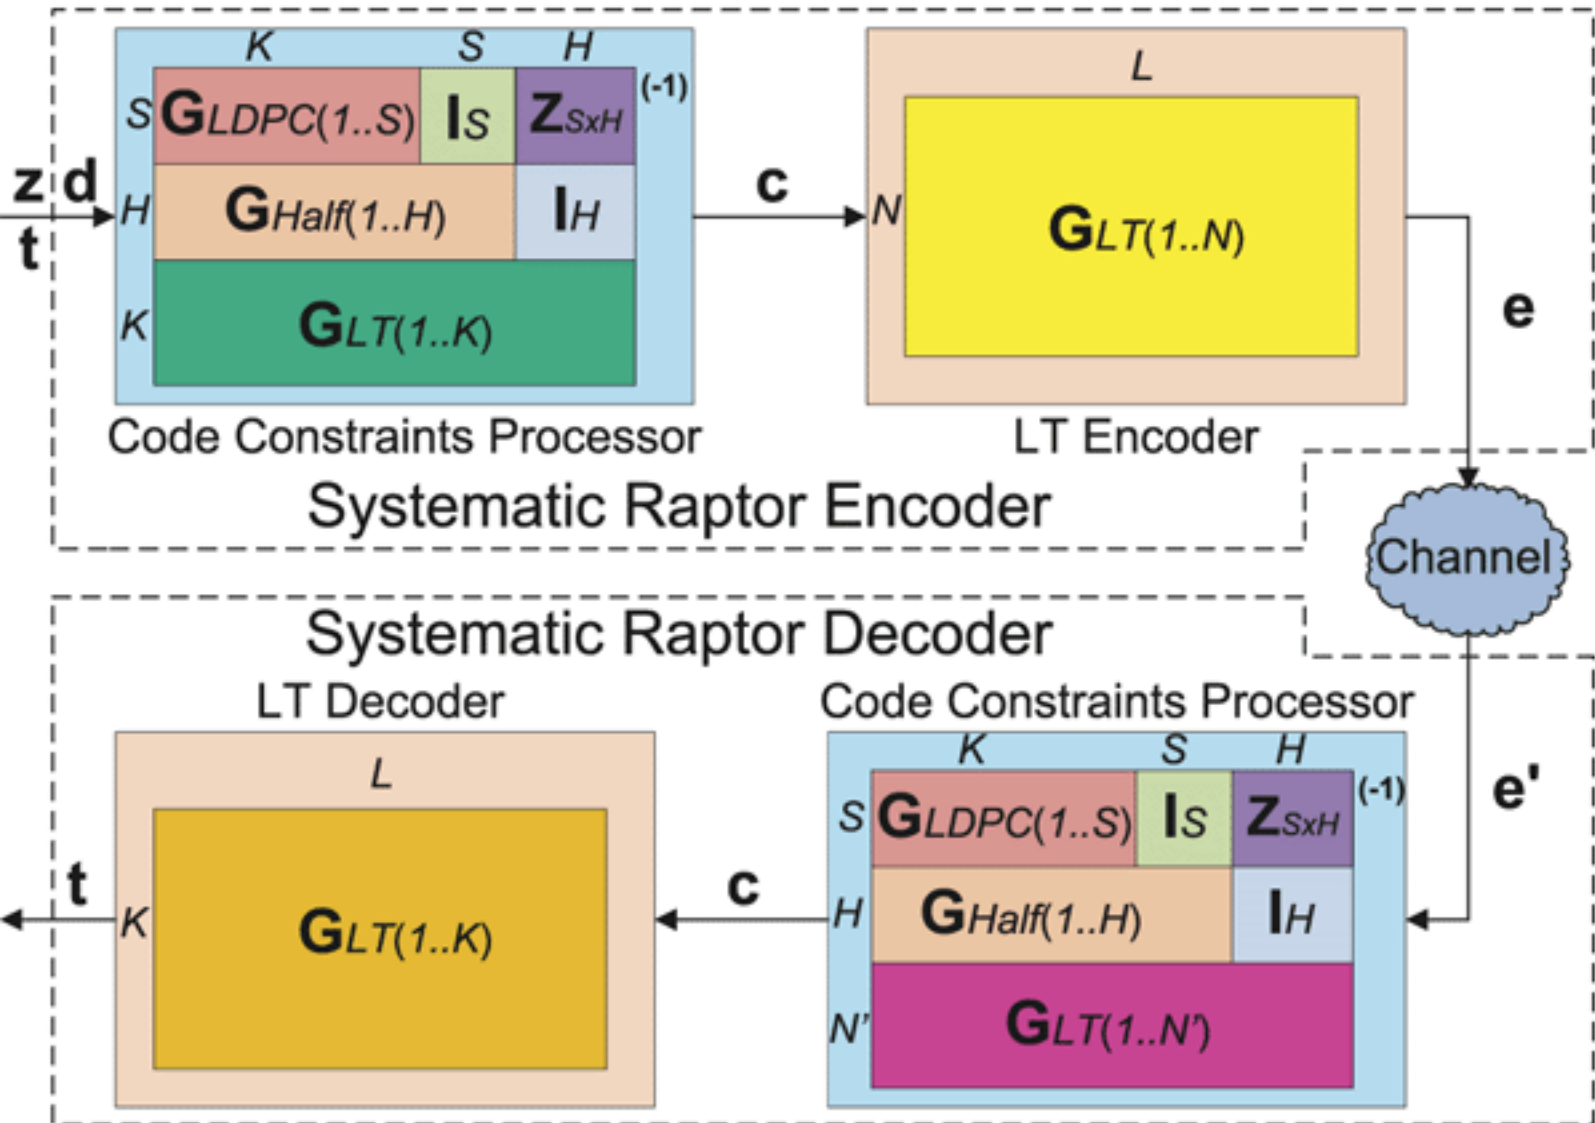 K S H
L
S GLDPC(1..S) IS ZSxH (-1)
z d
t
H GHalf(1..H) IH
c
N GLT(1..N)
K GLT(1..K)
e
Code Constraints Processor
LT Encoder
Systematic Raptor Encoder
Channel
Systematic Raptor Decoder
LT Decoder
Code Constraints Processor
L
K S H
S GLDPC(1..S) IS ZSxH (-1)
e'
t
K GLT(1..K)
c
H GHalf(1..H) IH
N' GLT(1..N')